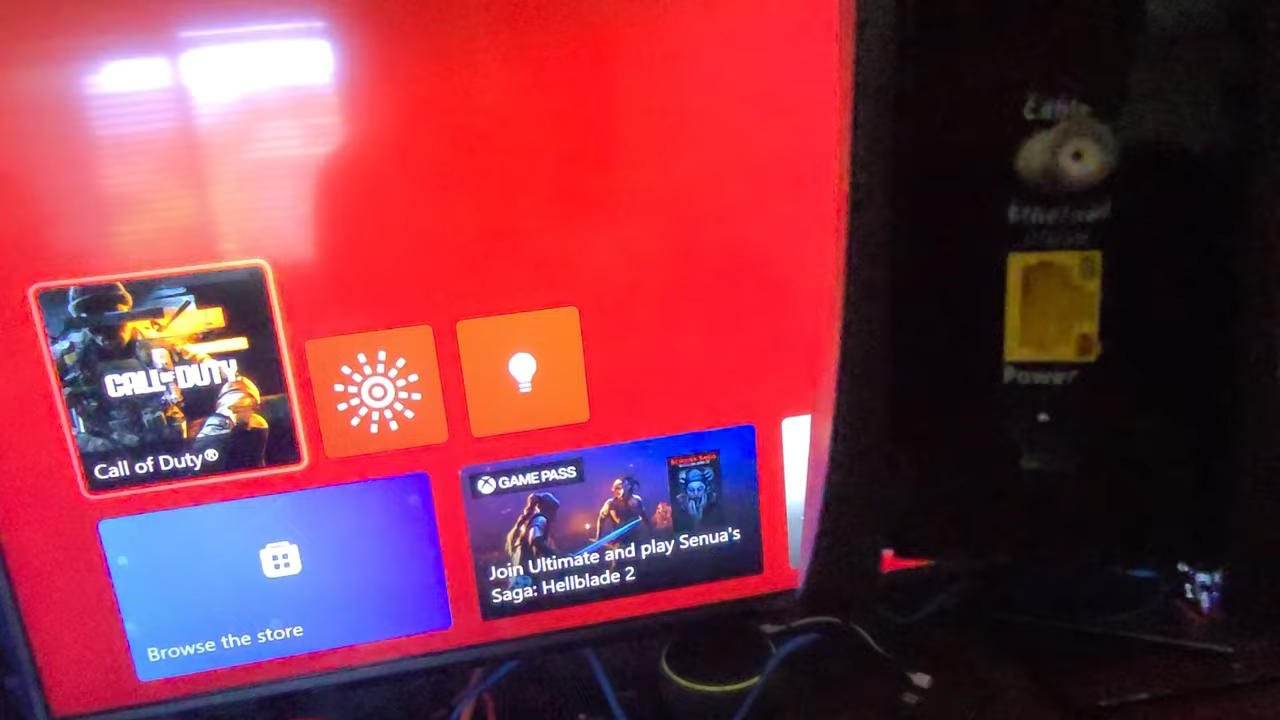 CALL OF DUTY
Call of Duty®
GAME PASS
Join Ultimate and play Senua's
Saga: Hellblade 2
Browse the store
Cable
Ethernet
Power